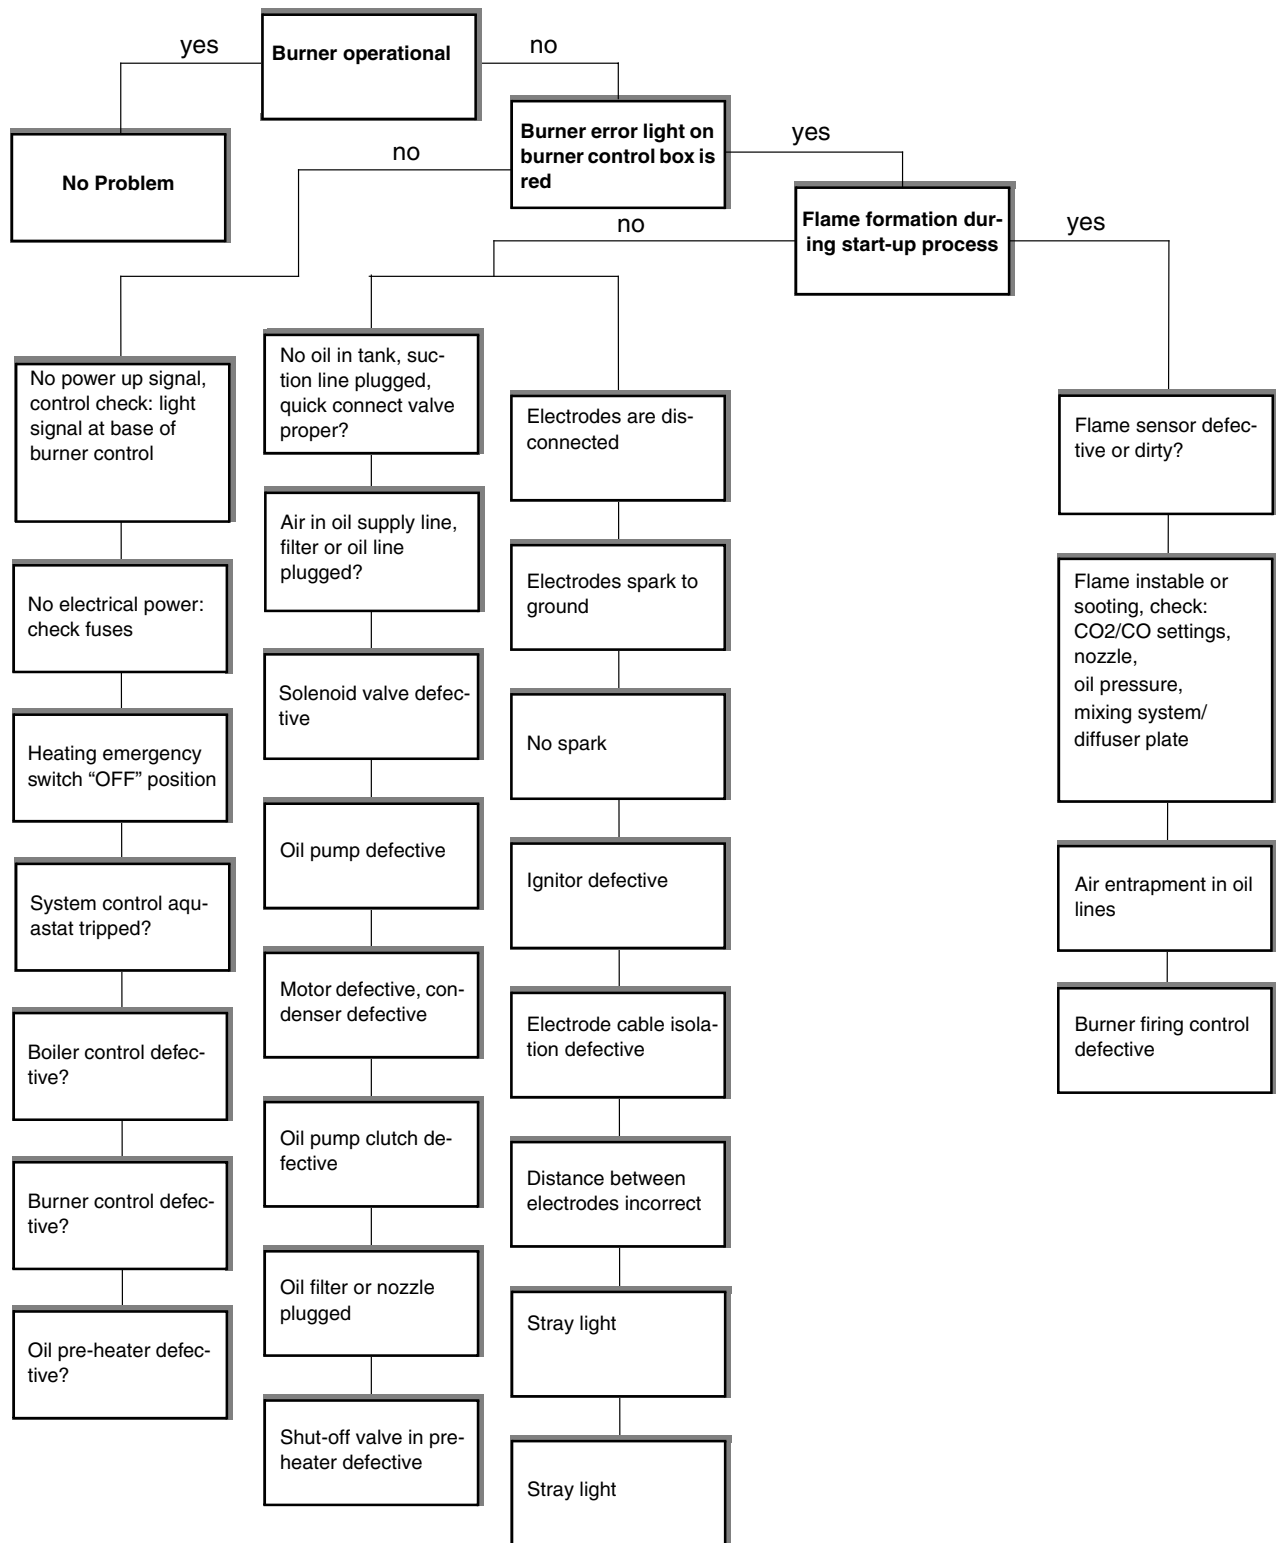 yes
Burner operational
no
Burner error light on
burner control box is
red
yes
no
No Problem
Flame formation dur-
ing start-up process
no
yes
No power up signal,
control check: light
signal at base of
burner control
No electrical power:
check fuses
Heating emergency
switch “OFF” position
System control aqu-
astat tripped?
Boiler control defec-
tive?
Burner control defec-
tive?
Oil pre-heater defec-
tive?
No oil in tank, suc-
tion line plugged,
quick connect valve
proper?
Air in oil supply line,
filter or oil line
plugged?
Solenoid valve defec-
tive
Oil pump defective
Motor defective, con-
denser defective
Oil pump clutch de-
fective
Oil filter or nozzle
plugged
Shut-off valve in pre-
heater defective
Electrodes are dis-
connected
Electrodes spark to
ground
No spark
Ignitor defective
Electrode cable isola-
tion defective
Distance between
electrodes incorrect
Stray light
Stray light
Flame sensor defec-
tive or dirty?
Flame instable or
sooting, check:
CO2/CO settings,
nozzle,
oil pressure,
mixing system/
diffuser plate
Air entrapment in oil
lines
Burner firing control
defective